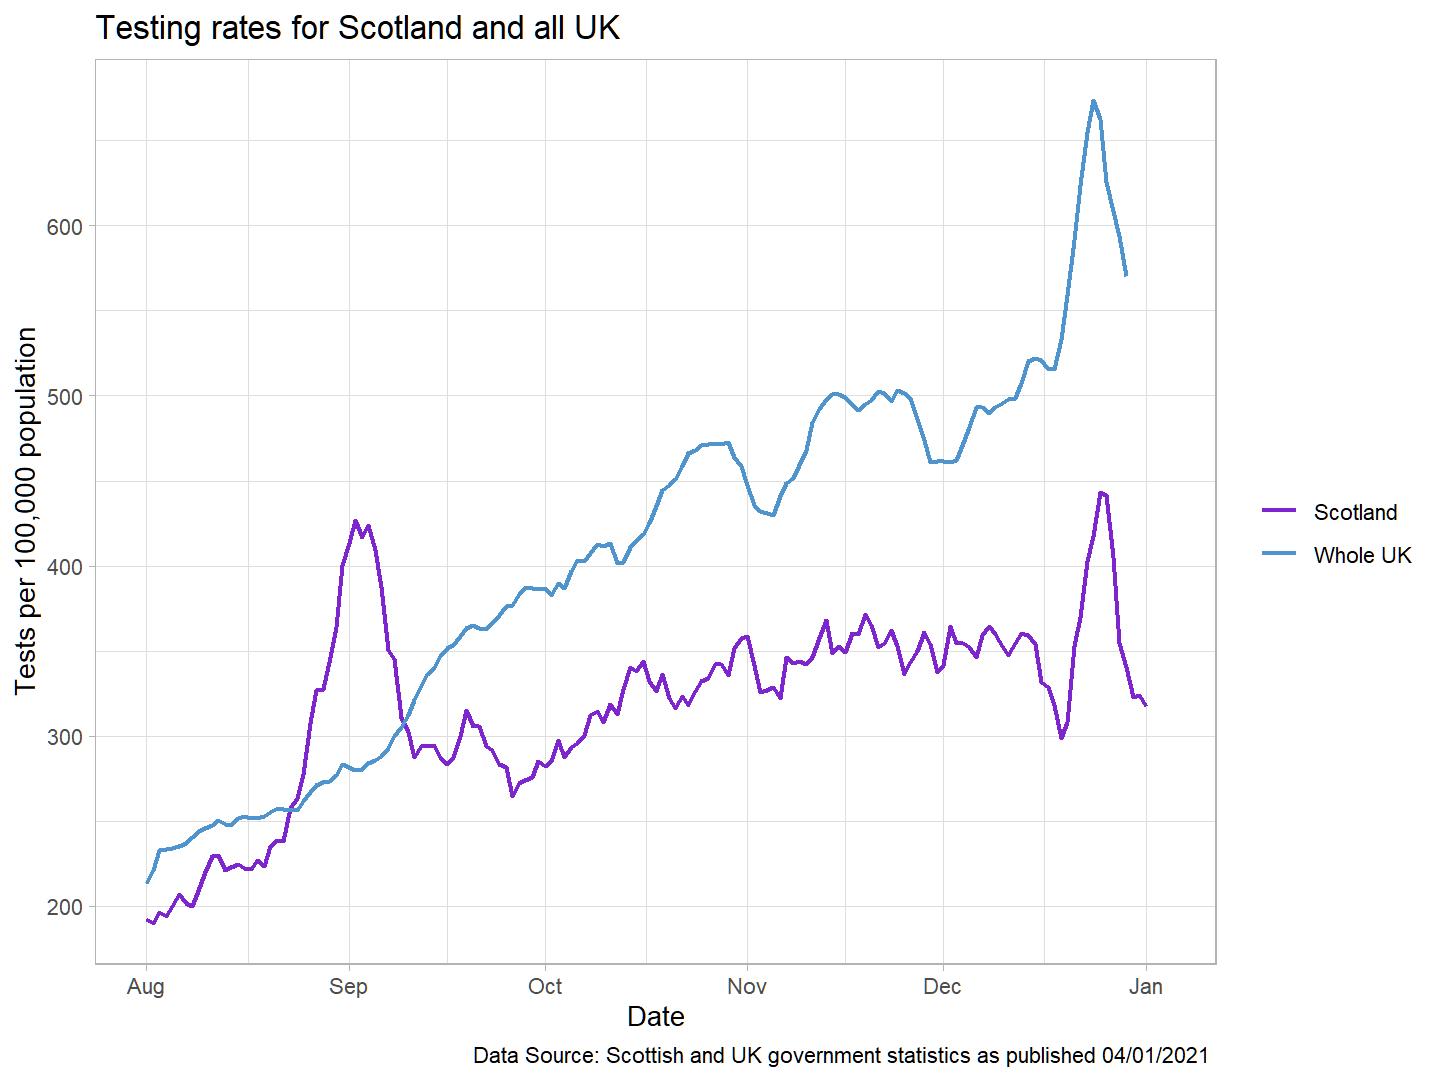 Testing rates for Scotland and all UK
Tests per 100,000 population
600
500
400
300
200
Aug Sep Oct Nov Dec Jan
Date
Scotland
Whole UK
Data Source: Scottish and UK government statistics as published 04/01/2021